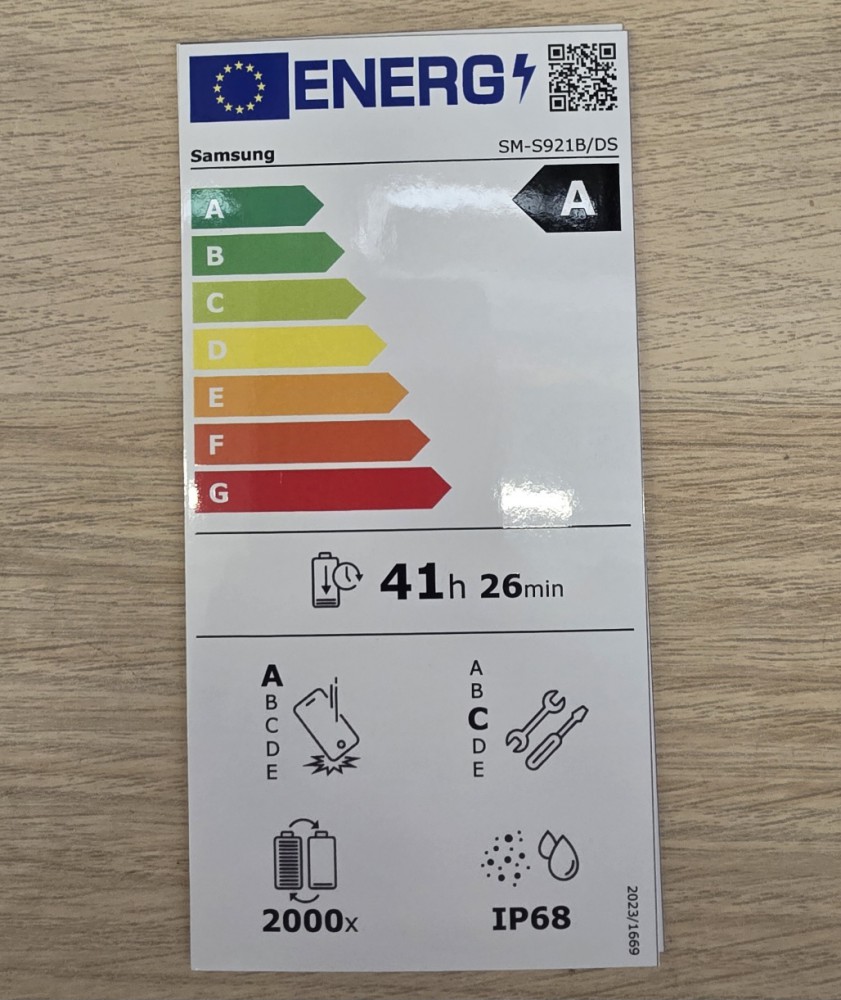 ENERG
Samsung
SM-S921B/DS
A
A
B
C
D
E
F
G
41h 26min
A
B
C
D
E
A
B
C
D
E
2000x
IP68
2023/1669